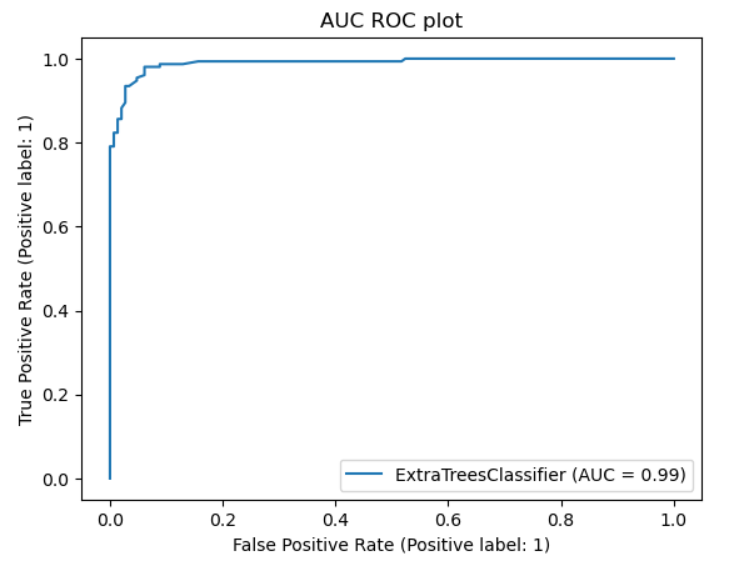 AUC ROC plot
True Positive Rate (Positive label: 1)
1.0
0.8
0.6
0.4
0.2
0.0
ExtraTreesClassifier (AUC = 0.99)
0.0 0.2 0.4 0.6 0.8 1.0
False Positive Rate (Positive label: 1)